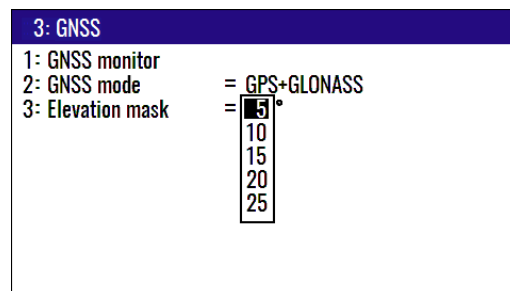 3: GNSS
1: GNSS monitor
2: GNSS mode = GPS+GLONASS
3: Elevation mask = 5 °
10
15
20
25